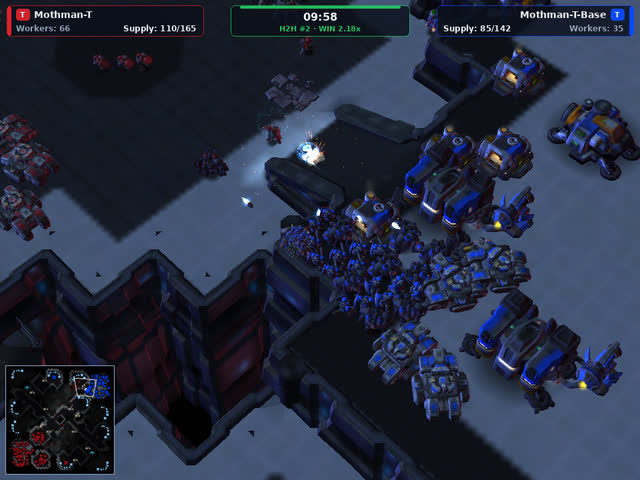 T Mothman-T
Workers: 66 Supply: 110/165
09:58
H2H #2 · WIN 2.18x
Mothman-T-Base T
Supply: 85/142 Workers: 35